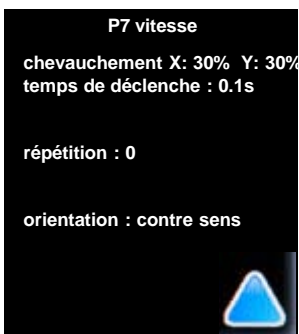 P7 vitesse
chevauchement X: 30% Y: 30%
temps de déclenche : 0.1s
répétition : 0
orientation : contre sens